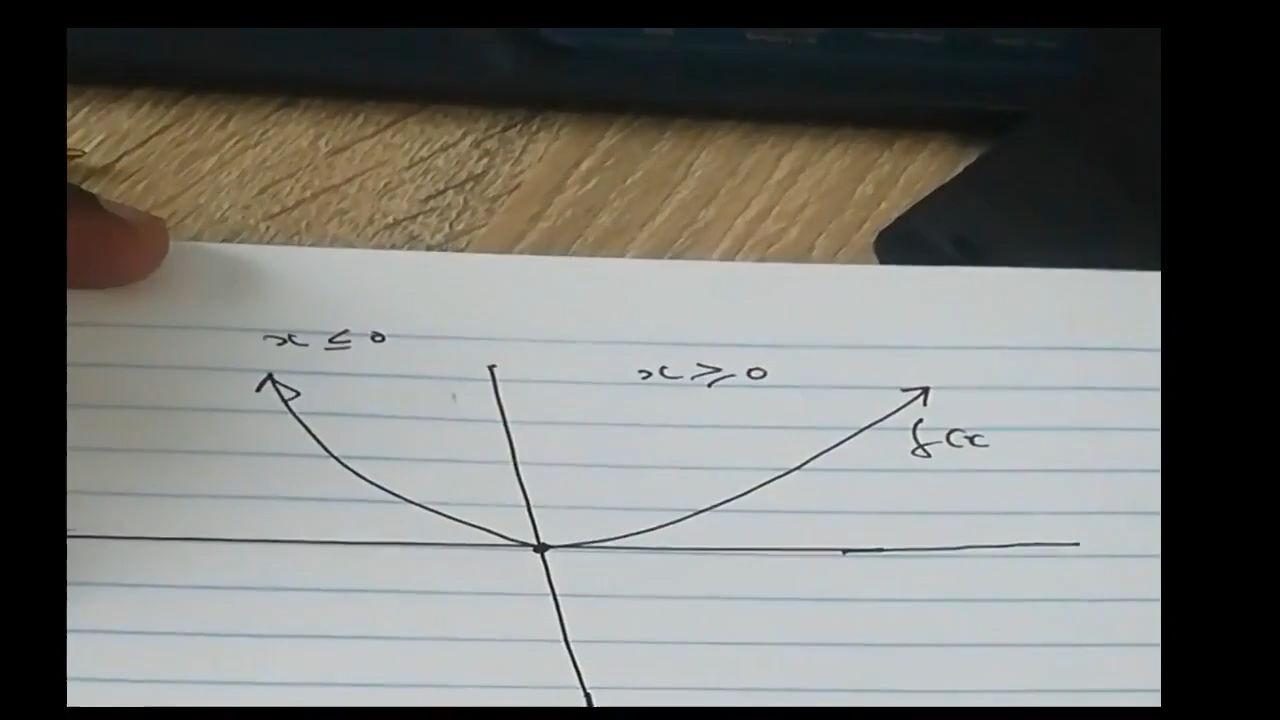 x ≤ 0
x ⩾ 0
f(x